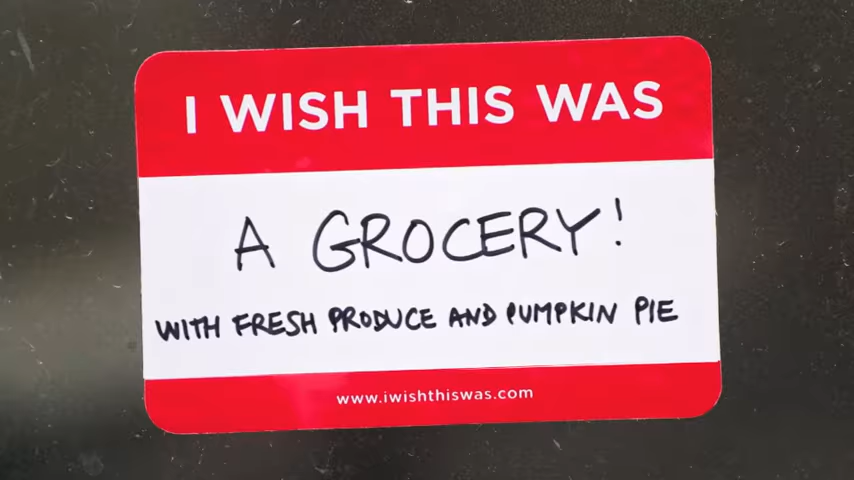 I WISH THIS WAS
A GROCERY!
WITH FRESH PRODUCE AND PUMPKIN PIE
www.iwishthiswas.com